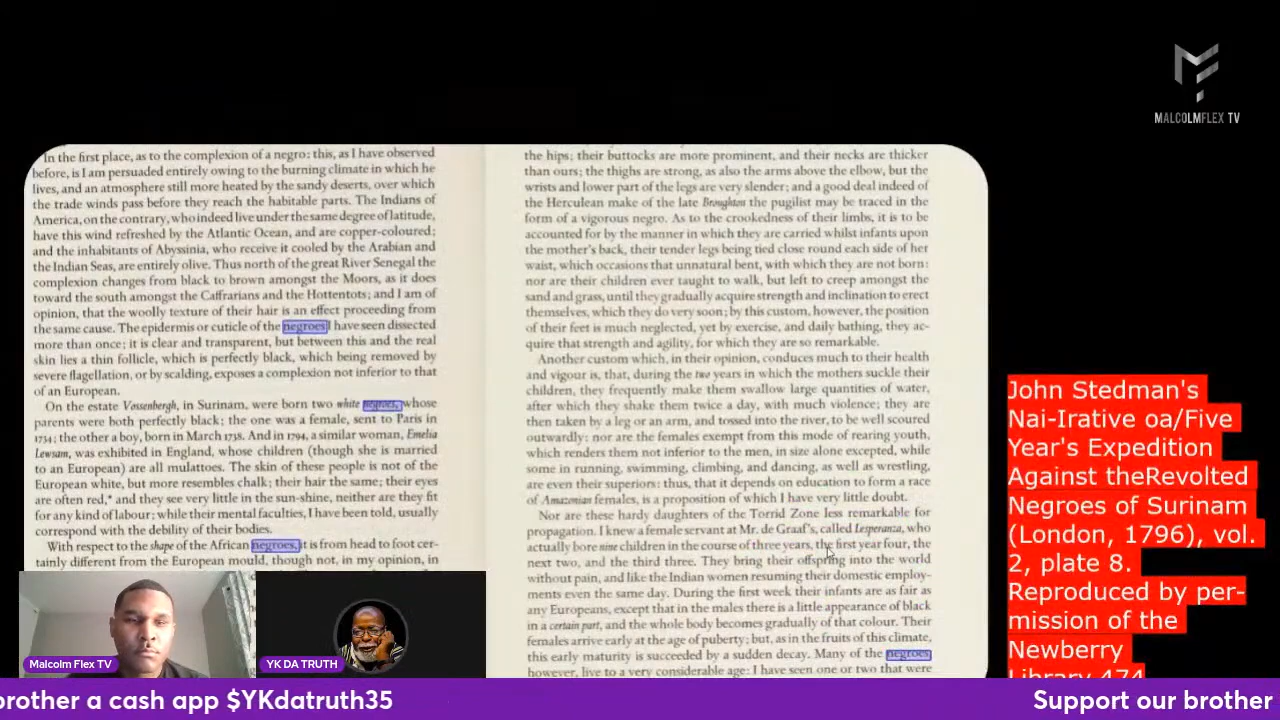 MALCOLMFLEX TV
In the first place, as to the complexion of a negro: this, as I have observed
before, is I am persuaded entirely owing to the burning climate in which he
lives, and an atmosphere still more heated by the sandy deserts, over which
the trade winds pass before they reach the habitable parts. The Indians of
America, on the contrary, who indeed live under the same degree of latitude,
have this wind refreshed by the Atlantic Ocean, and are copper-coloured;
and the inhabitants of Abyssinia, who receive it cooled by the Arabian and
the Indian Seas, are entirely olive. Thus north of the great River Senegal the
complexion changes from black to brown amongst the Moors, as it does
toward the south amongst the Caffrarians and the Hottentots; and I am of
opinion, that the woolly texture of their hair is an effect proceeding from
the same cause. The epidermis or cuticle of the negroes I have seen dissected
more than once; it is clear and transparent, but between this and the real
skin lies a thin follicle, which is perfectly black, which being removed by
severe flagellation, or by scalding, exposes a complexion not inferior to that
of an European.
On the estate Vossenbergh, in Surinam, were born two white negroes, whose
parents were both perfectly black; the one was a female, sent to Paris in
1734; the other a boy, born in March 1738. And in 1794, a similar woman, Emelia
Lewsam, was exhibited in England, whose children (though she is married
to an European) are all mulattoes. The skin of these people is not of the
European white, but more resembles chalk; their hair the same; their eyes
are often red,* and they see very little in the sun-shine, neither are they fit
for any kind of labour; while their mental faculties, I have been told, usually
correspond with the debility of their bodies.
With respect to the shape of the African negroes, it is from head to foot cer-
tainly different from the European mould, though not, in my opinion, in
the hips; their buttocks are more prominent, and their necks are thicker
than ours; the thighs are strong, as also the arms above the elbow, but the
wrists and lower part of the legs are very slender; and a good deal indeed of
the Herculean make of the late Broughton the pugilist may be traced in the
form of a vigorous negro. As to the crookedness of their limbs, it is to be
accounted for by the manner in which they are carried whilst infants upon
the mother's back, their tender legs being tied close round each side of her
waist, which occasions that unnatural bent, with which they are not born:
nor are their children ever taught to walk, but left to creep amongst the
sand and grass, until they gradually acquire strength and inclination to erect
themselves, which they do very soon; by this custom, however, the position
of their feet is much neglected, yet by exercise, and daily bathing, they ac-
quire that strength and agility, for which they are so remarkable.
Another custom which, in their opinion, conduces much to their health
and vigour is, that, during the two years in which the mothers suckle their
children, they frequently make them swallow large quantities of water,
after which they shake them twice a day, with much violence; they are
then taken by a leg or an arm, and tossed into the river, to be well scoured
outwardly: nor are the females exempt from this mode of rearing youth,
which renders them not inferior to the men, in size alone excepted, while
some in running, swimming, climbing, and dancing, as well as wrestling,
are even their superiors: thus, that it depends on education to form a race
of Amazonian females, is a proposition of which I have very little doubt.
Nor are these hardy daughters of the Torrid Zone less remarkable for
propagation. I knew a female servant at Mr. de Graaf's, called Lesperanza, who
actually bore nine children in the course of three years, the first year four, the
next two, and the third three. They bring their offspring into the world
without pain, and like the Indian women resuming their domestic employ-
ments even the same day. During the first week their infants are as fair as
any Europeans, except that in the males there is a little appearance of black
in a certain part, and the whole body becomes gradually of that colour. Their
females arrive early at the age of puberty; but, as in the fruits of this climate,
this early maturity is succeeded by a sudden decay. Many of the negroes
however, live to a very considerable age: I have seen one or two that were
John Stedman's
Nai-Irative oa/Five
Year's Expedition
Against theRevolted
Negroes of Surinam
(London, 1796), vol.
2, plate 8.
Reproduced by per-
mission of the
Newberry
Library 474
Malcolm Flex TV
YK DA TRUTH
brother a cash app $YKdatruth35
Support our brother